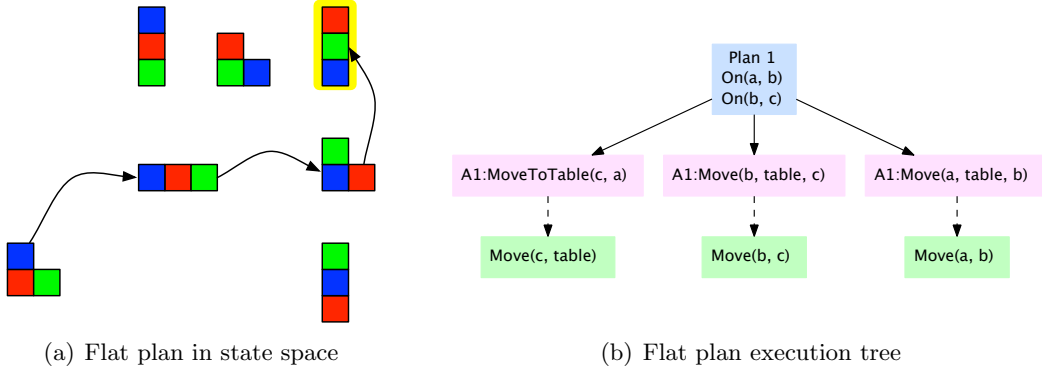 Plan 1
On(a, b)
On(b, c)
A1:MoveToTable(c, a)
A1:Move(b, table, c)
A1:Move(a, table, b)
Move(c, table)
Move(b, c)
Move(a, b)
(a) Flat plan in state space
(b) Flat plan execution tree